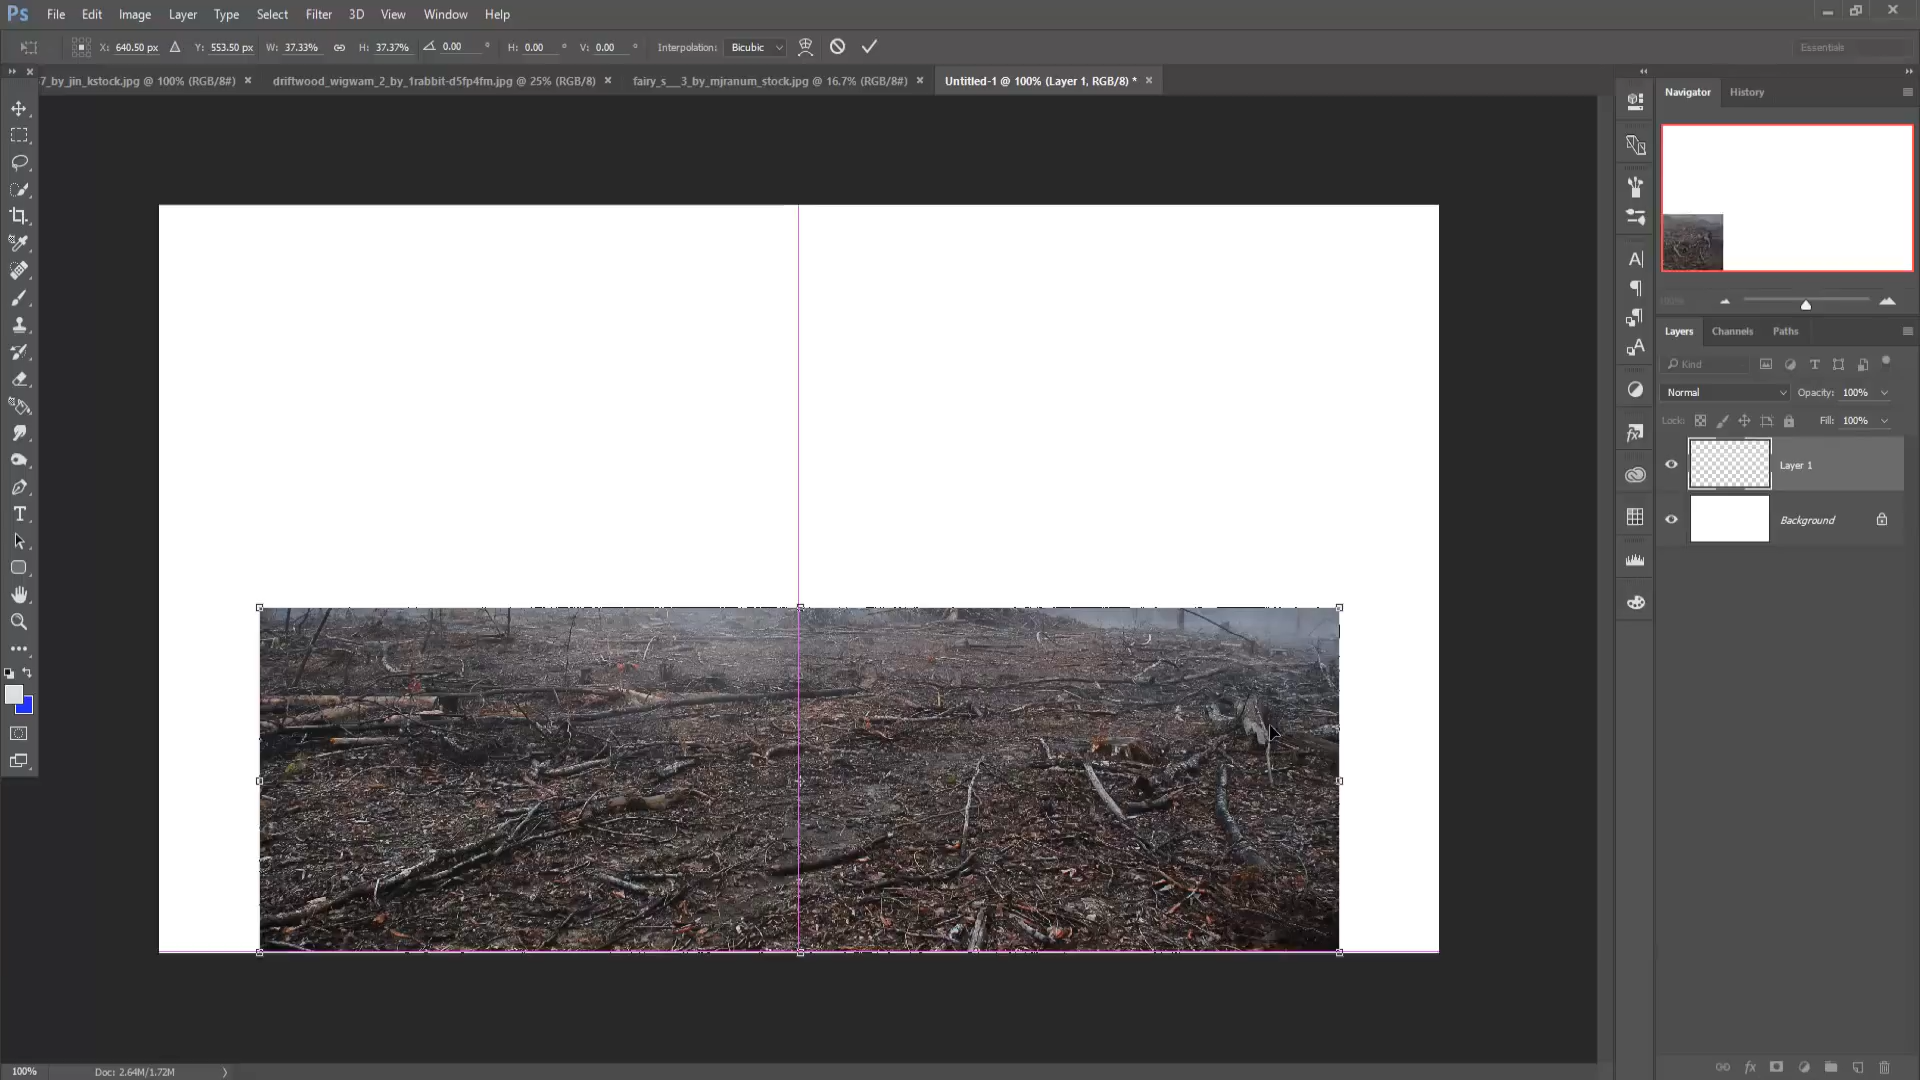 Ps File Edit Image Layer Type Select Filter 3D View Window Help
X: 640.50 px Y: 553.50 px W: 37.33% H: 37.37% 0.00 ° H: 0.00 ° V: 0.00 ° Interpolation: Bicubic Essentials
7_by_jin_kstock.jpg @ 100% (RGB/8#) × driftwood_wigwam_2_by_1rabbit-d5fp4fm.jpg @ 25% (RGB/8) × fairy_s__3_by_mjranum_stock.jpg @ 16.7% (RGB/8#) × Untitled-1 @ 100% (Layer 1, RGB/8) * ×
Navigator History
100%
Layers Channels Paths
Kind
Normal Opacity: 100%
Lock: Fill: 100%
Layer 1
Background
100% Doc: 2.64M/1.72M